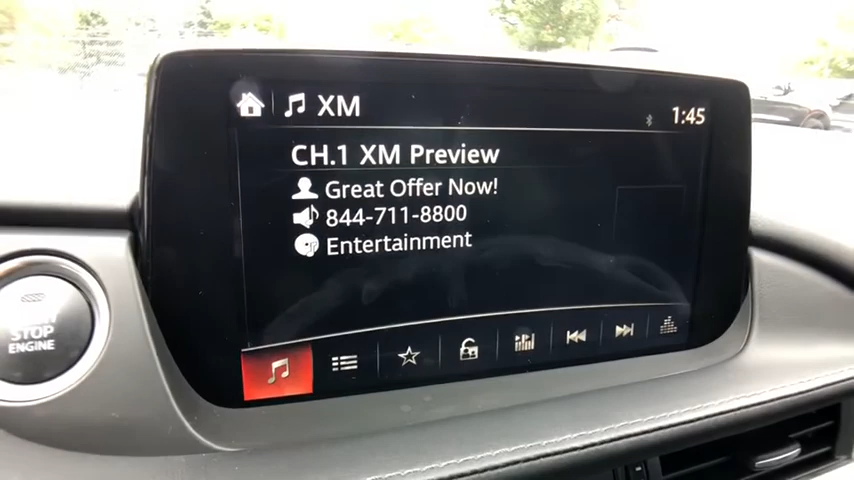 XM
1:45
CH.1 XM Preview
Great Offer Now!
844-711-8800
Entertainment
STOP
ENGINE